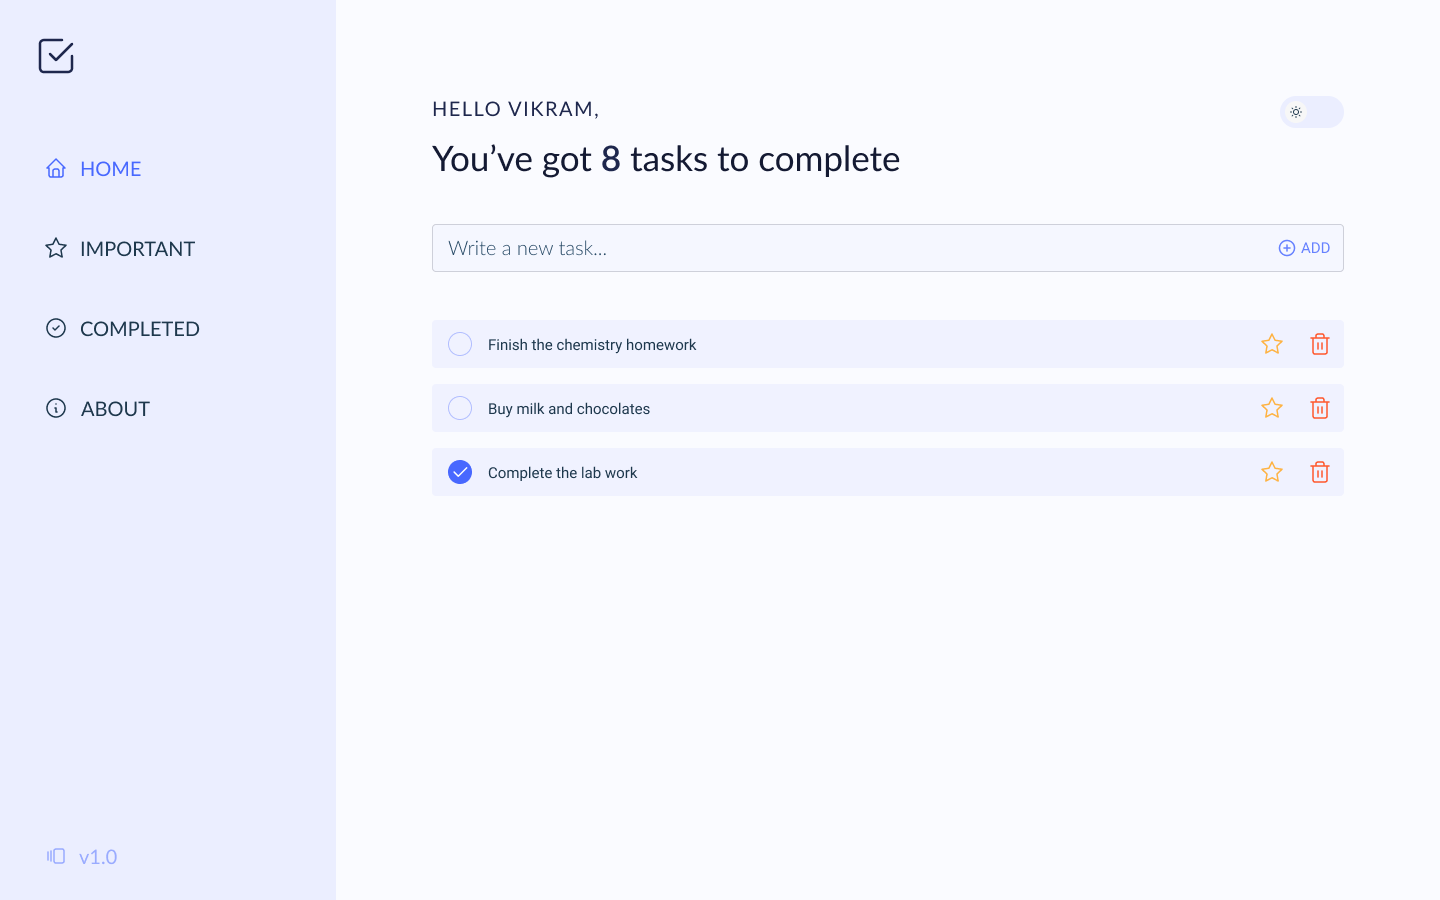 HOME
IMPORTANT
COMPLETED
ABOUT
v1.0
HELLO VIKRAM,
You’ve got 8 tasks to complete
Write a new task...
ADD
Finish the chemistry homework
Buy milk and chocolates
Complete the lab work